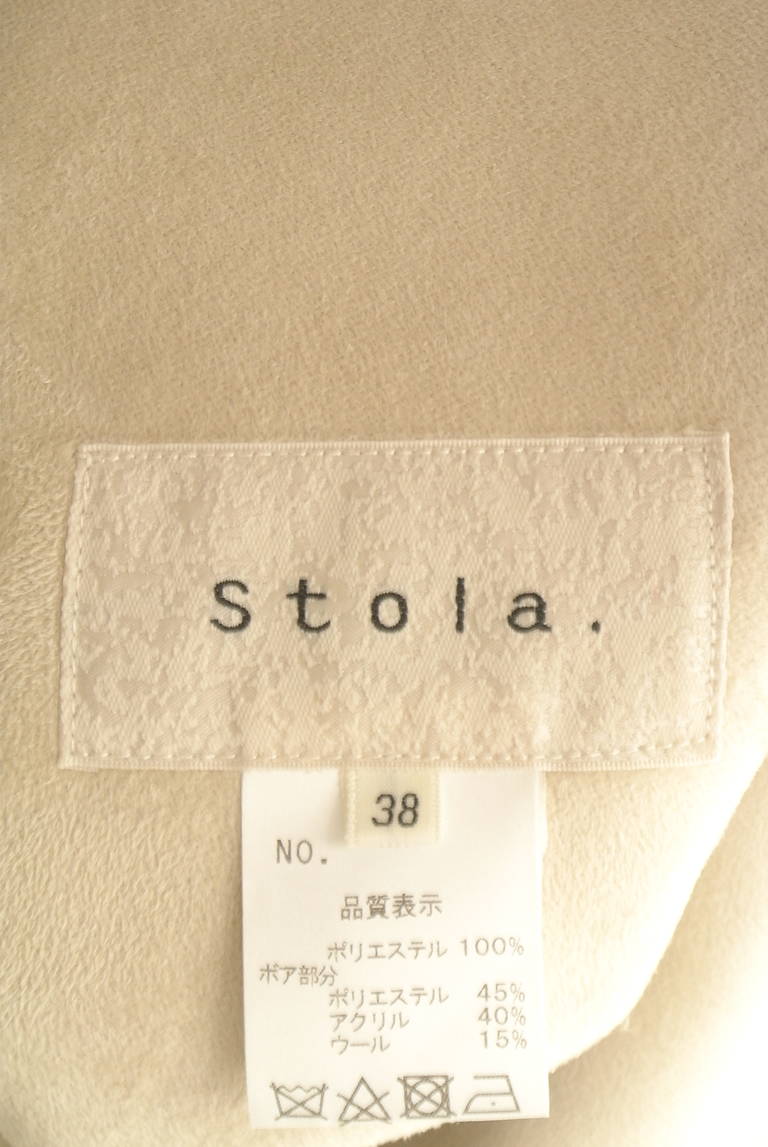 Stola.
38
NO.
品質表示
ポリエステル 100%
ボア部分
ポリエステル 45%
アクリル 40%
ウール 15%